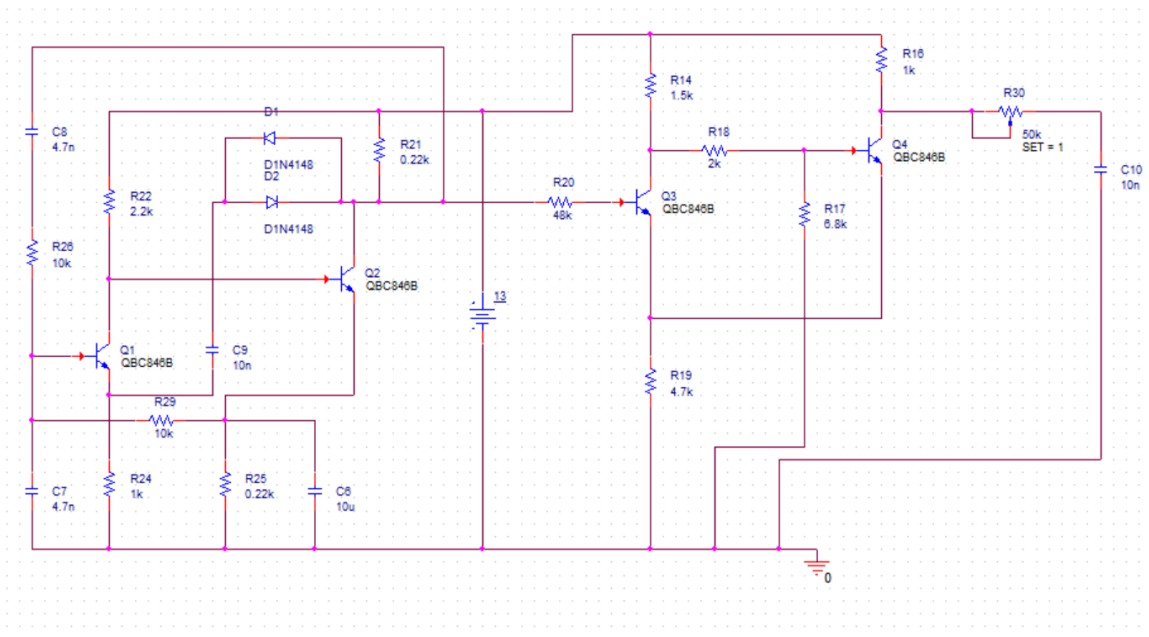 R16
1k
R14
1.5k
R30
50k
SET = 1
D1
D1N4148
D2
D1N4148
C8
4.7n
R21
0.22k
R18
2k
Q4
QBC846B
C10
10n
R22
2.2k
R20
48k
Q3
QBC846B
R17
6.8k
R26
10k
Q2
QBC846B
13
Q1
QBC846B
C9
10n
R19
4.7k
R29
10k
C7
4.7n
R24
1k
R25
0.22k
C6
10u
0